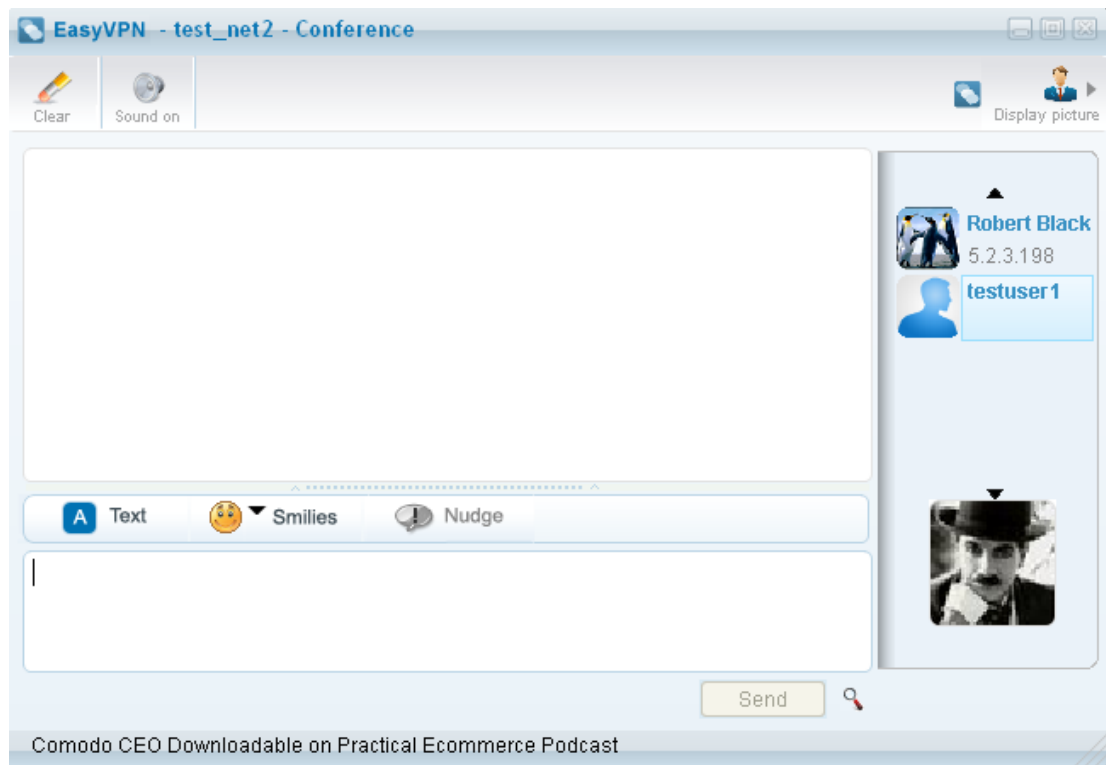 EasyVPN - test_net2 - Conference
Clear
Sound on
Display picture
Robert Black
5.2.3.198
testuser1
A Text
Smilies
Nudge
Send
Comodo CEO Downloadable on Practical Ecommerce Podcast